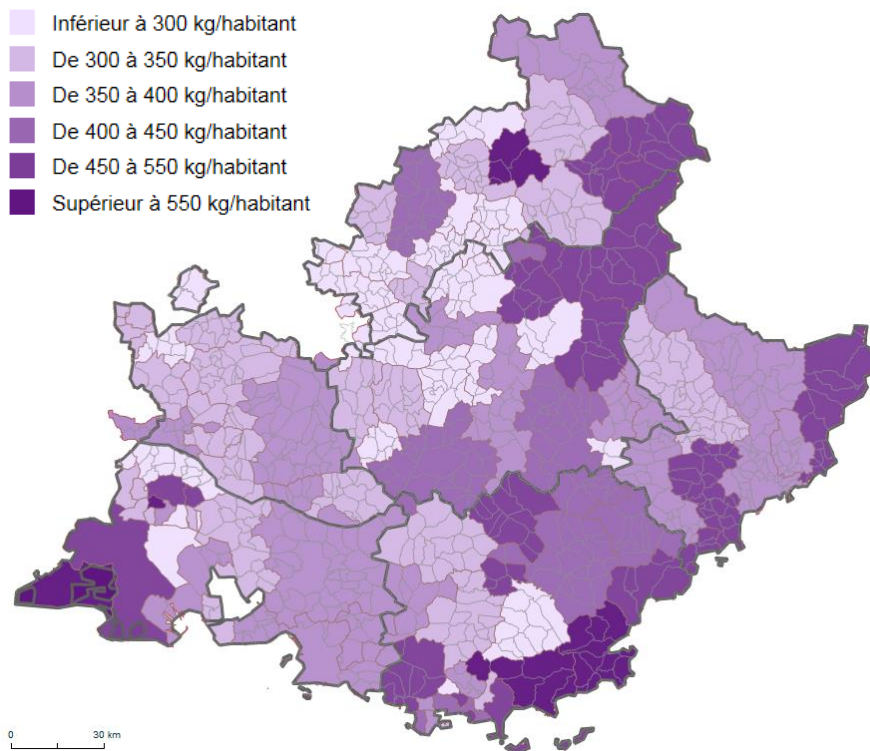 Inférieur à 300 kg/habitant
De 300 à 350 kg/habitant
De 350 à 400 kg/habitant
De 400 à 450 kg/habitant
De 450 à 550 kg/habitant
Supérieur à 550 kg/habitant
0 30 km